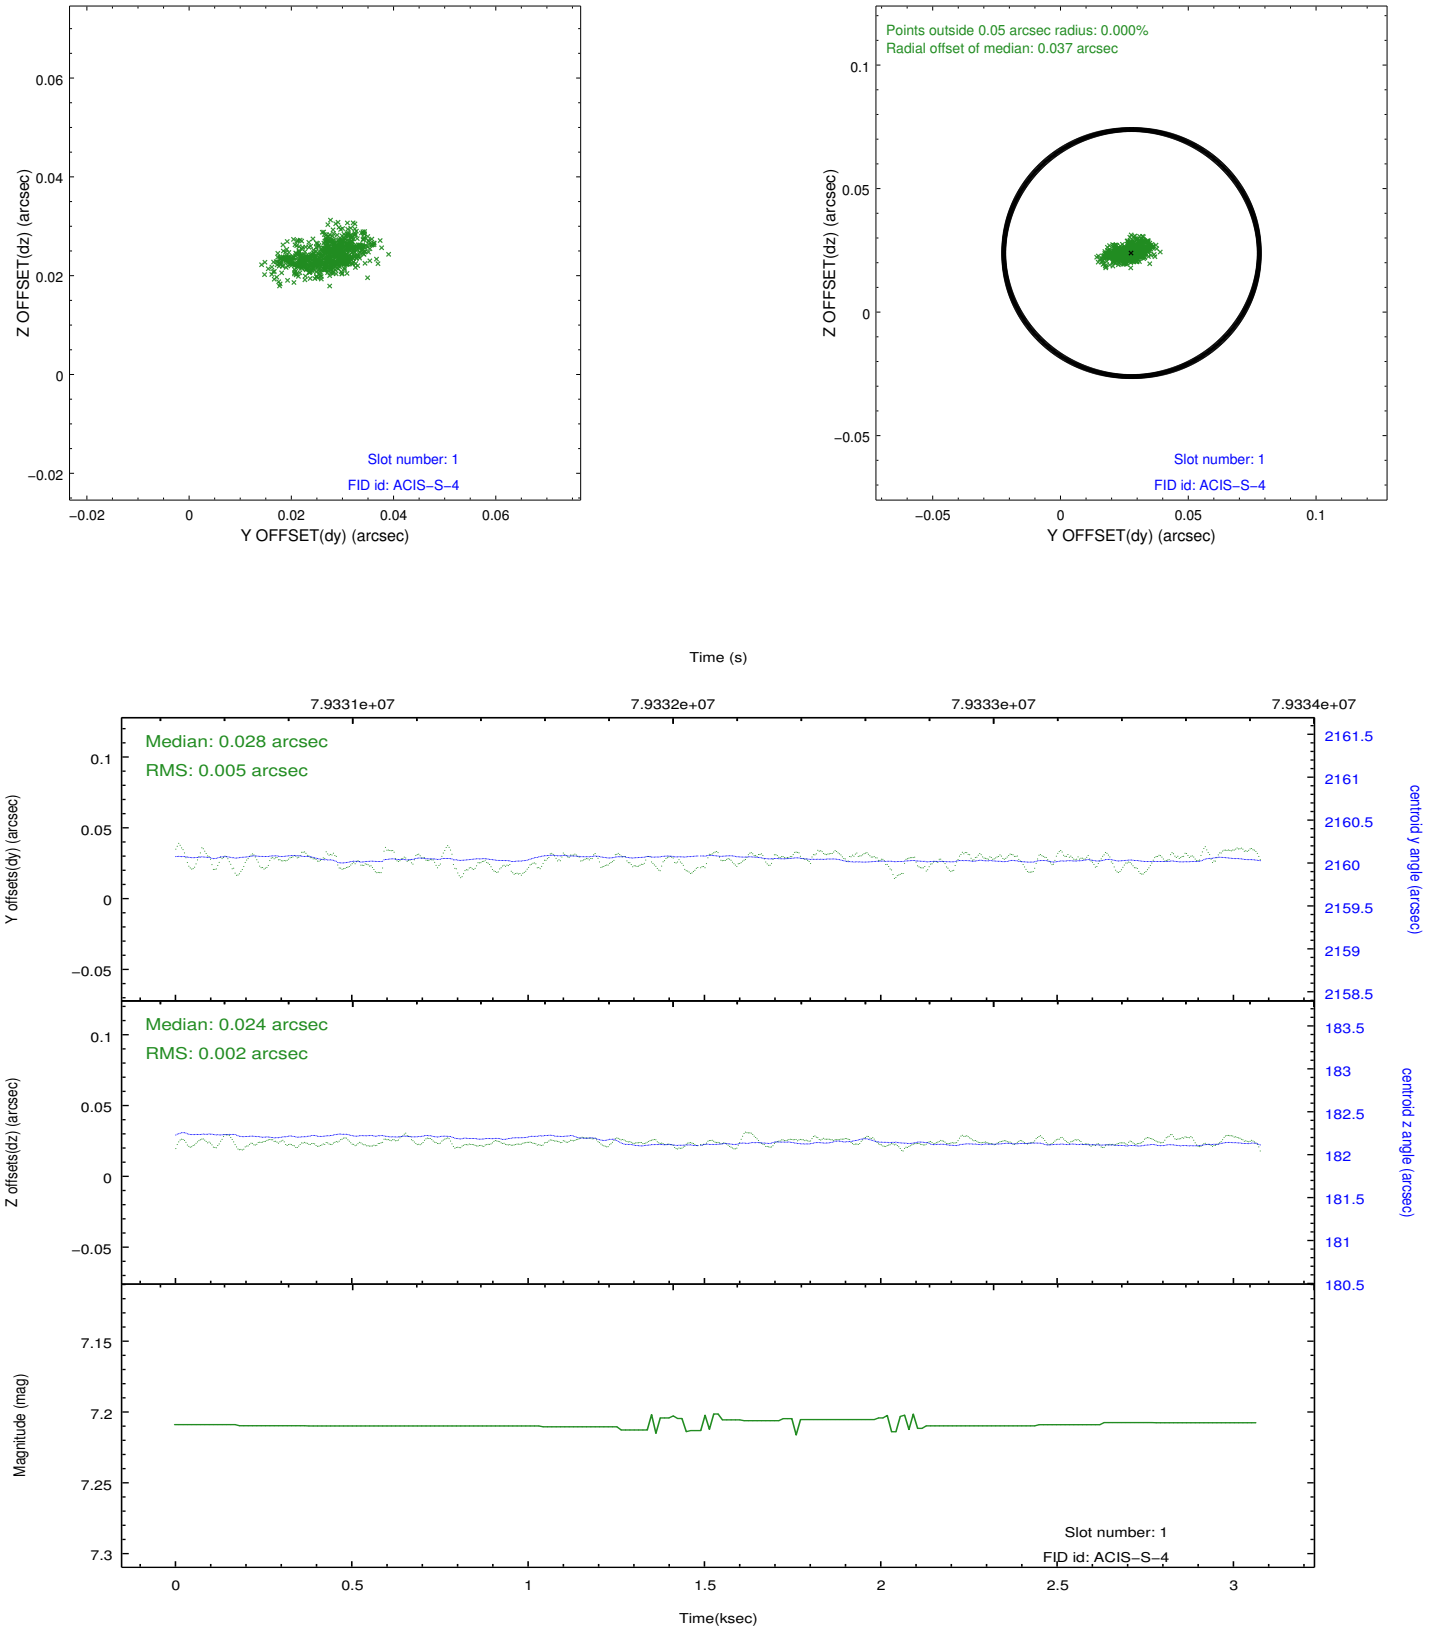 0.06
0.04
0.02
0
−0.02
Z OFFSET(dz) (arcsec)
−0.02 0 0.02 0.04 0.06
Y OFFSET(dy) (arcsec)
Slot number: 1
FID id: ACIS−S−4
Points outside 0.05 arcsec radius: 0.000%
Radial offset of median: 0.037 arcsec
0.1
0.05
0
−0.05
Z OFFSET(dz) (arcsec)
Slot number: 1
FID id: ACIS−S−4
−0.05 0 0.05 0.1
Y OFFSET(dy) (arcsec)
Time (s)
7.9331e+07 7.9332e+07 7.9333e+07 7.9334e+07
Median: 0.028 arcsec
RMS: 0.005 arcsec
0.1
0.05
0
−0.05
Y offsets(dy) (arcsec)
2161.5
2161
2160.5
2160
2159.5
2159
2158.5
centroid y angle (arcsec)
Median: 0.024 arcsec
RMS: 0.002 arcsec
0.1
0.05
0
−0.05
Z offsets(dz) (arcsec)
183.5
183
182.5
182
181.5
181
180.5
centroid z angle (arcsec)
7.15
7.2
7.25
7.3
Magnitude (mag)
Slot number: 1
FID id: ACIS−S−4
0 0.5 1 1.5 2 2.5 3
Time(ksec)